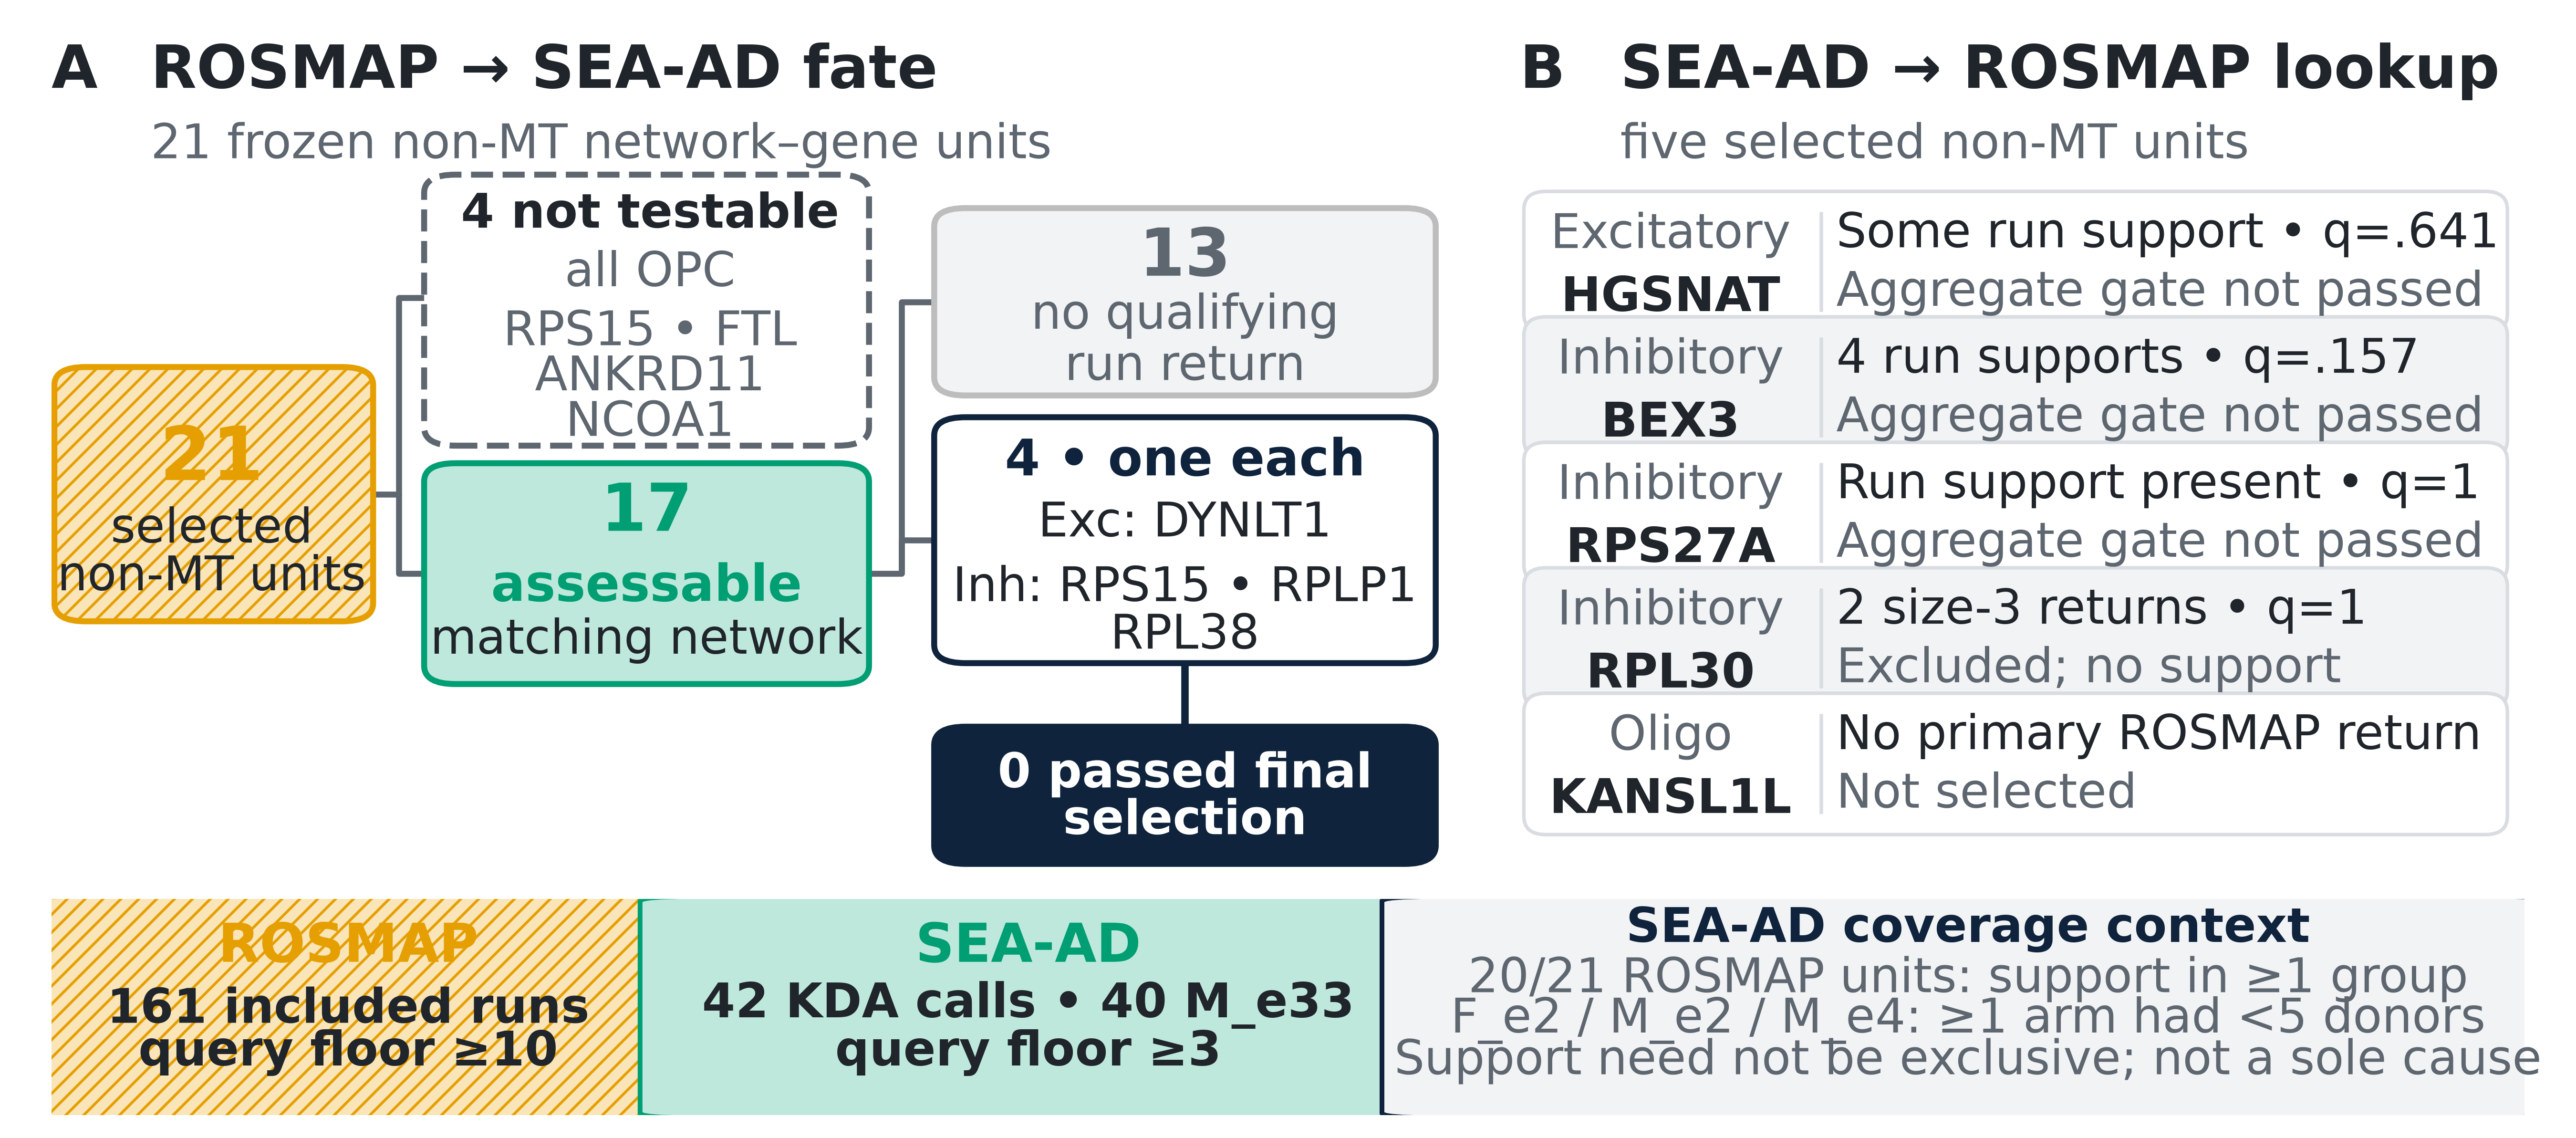 A ROSMAP → SEA-AD fate
21 frozen non-MT network–gene units
21
selected
non-MT units
4 not testable
all OPC
RPS15 • FTL
ANKRD11
NCOA1
17
assessable
matching network
13
no qualifying
run return
4 • one each
Exc: DYNLT1
Inh: RPS15 • RPLP1
RPL38
0 passed final
selection
B SEA-AD → ROSMAP lookup
five selected non-MT units
Excitatory
HGSNAT
Some run support • q=.641
Aggregate gate not passed
Inhibitory
BEX3
4 run supports • q=.157
Aggregate gate not passed
Inhibitory
RPS27A
Run support present • q=1
Aggregate gate not passed
Inhibitory
RPL30
2 size-3 returns • q=1
Excluded; no support
Oligo
KANSL1L
No primary ROSMAP return
Not selected
ROSMAP
161 included runs
query floor ≥10
SEA-AD
42 KDA calls • 40 M_e33
query floor ≥3
SEA-AD coverage context
20/21 ROSMAP units: support in ≥1 group
F_e2 / M_e2 / M_e4: ≥1 arm had <5 donors
Support need not be exclusive; not a sole cause